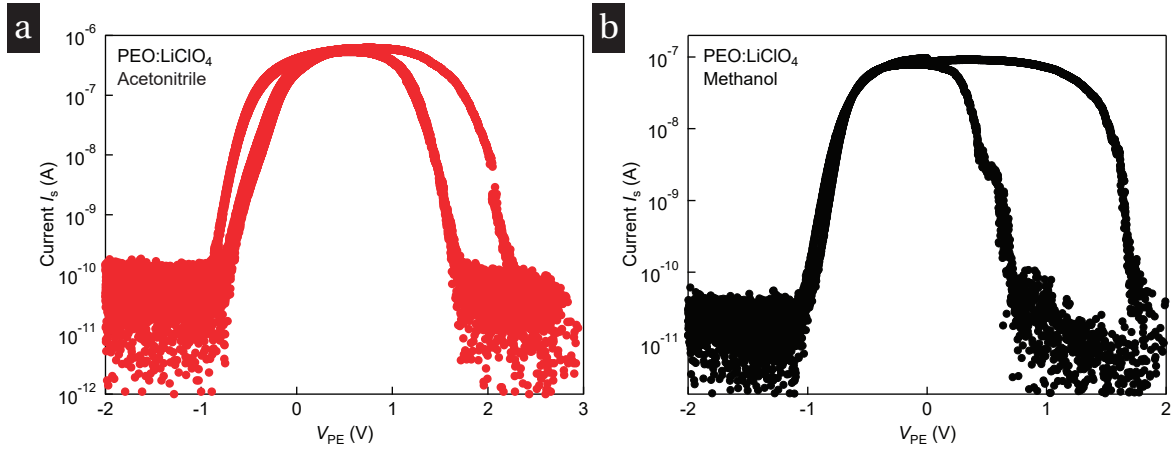 a
PEO:LiClO₄
Acetonitrile
Current Iₛ (A)
10⁻⁶
10⁻⁷
10⁻⁸
10⁻⁹
10⁻¹⁰
10⁻¹¹
10⁻¹²
-2
-1
0
1
2
3
V_PE (V)
b
PEO:LiClO₄
Methanol
Current Iₛ (A)
10⁻⁷
10⁻⁸
10⁻⁹
10⁻¹⁰
10⁻¹¹
-2
-1
0
1
2
V_PE (V)